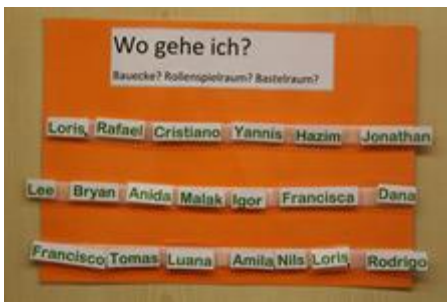 Wo gehe ich?
Bauecke? Rollenspielraum? Bastelraum?
Loris, Rafael Cristiano Yannis Hazim Jonathan
Lee Bryan Anida Malak Igor Francisca Dana
Francisco Tomas Luana Amila Nils Loris, Rodrigo